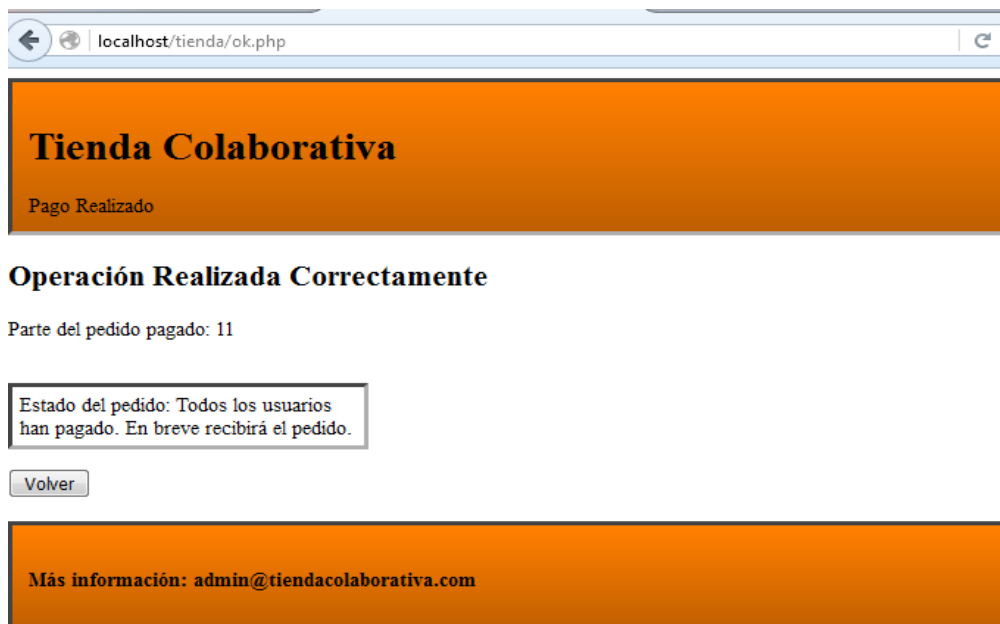 localhost/tienda/ok.php
Tienda Colaborativa
Pago Realizado
Operación Realizada Correctamente
Parte del pedido pagado: 11
Estado del pedido: Todos los usuarios
han pagado. En breve recibirá el pedido.
Volver
Más información: admin@tiendacolaborativa.com